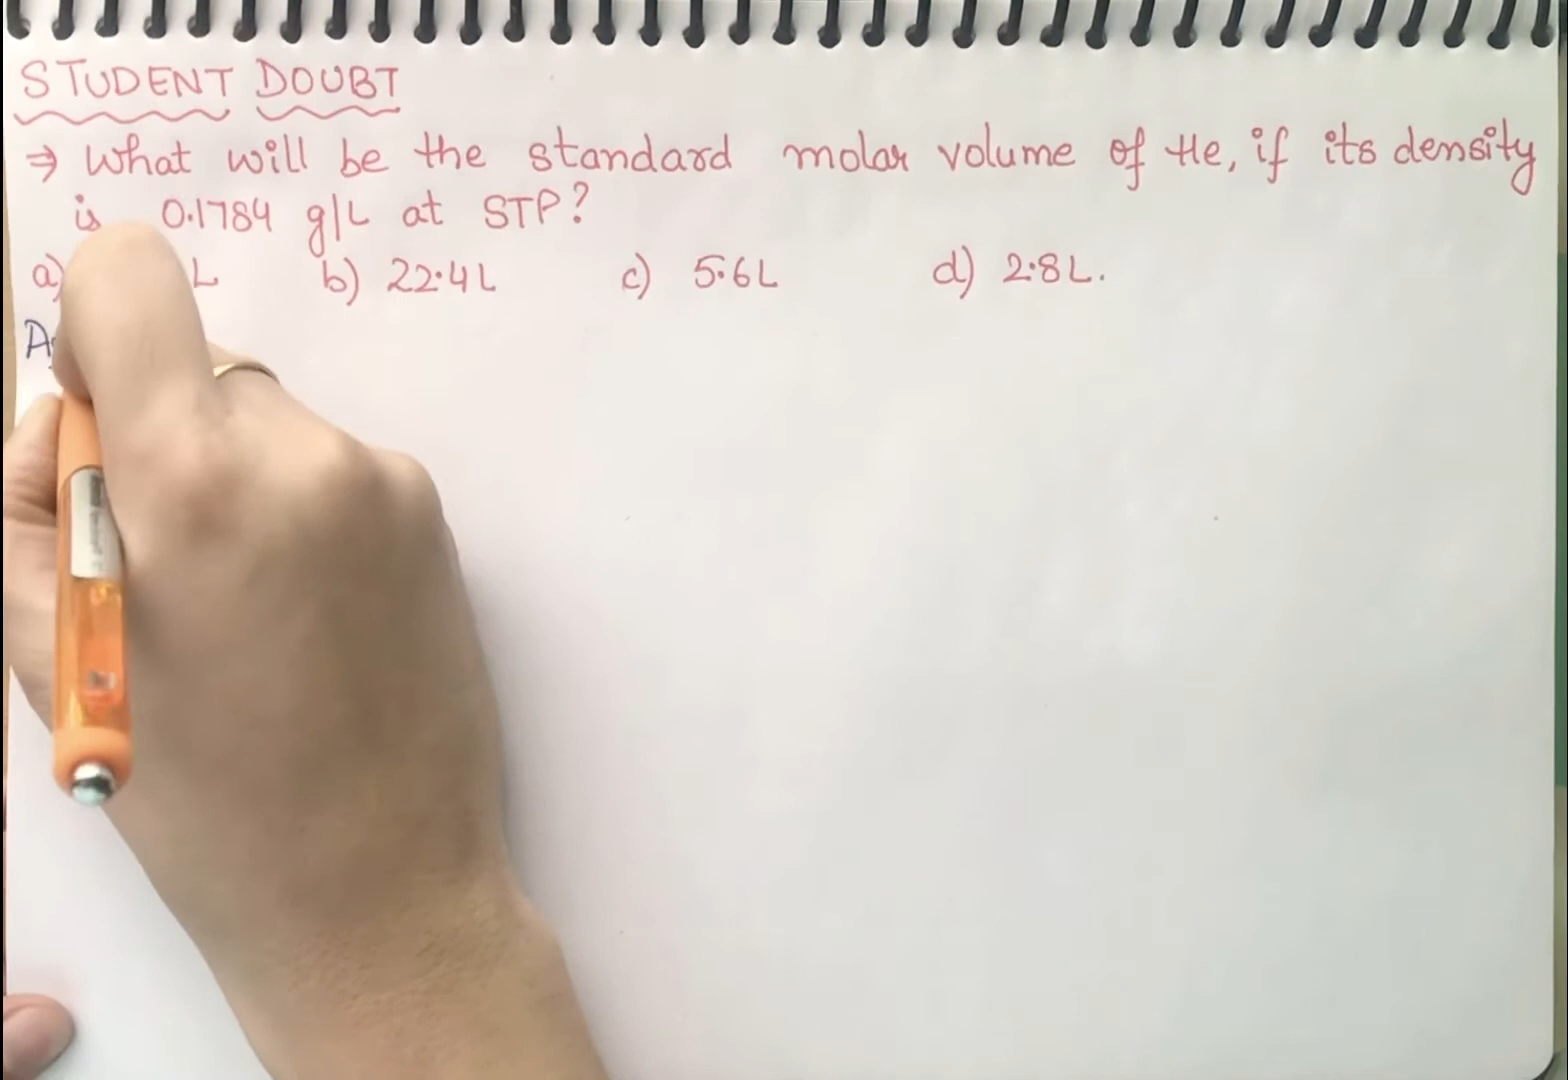 STUDENT DOUBT
⇒ What will be the standard molar volume of He, if its density
is 0.1784 g/L at STP?
a) L b) 22.4L c) 5.6L d) 2.8L.